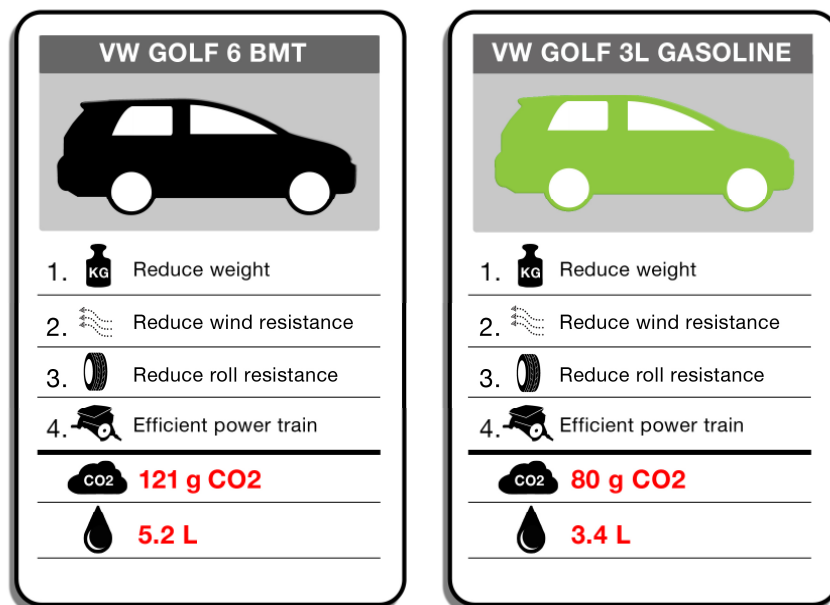 VW GOLF 6 BMT
1. KG Reduce weight
2. Reduce wind resistance
3. Reduce roll resistance
4. Efficient power train
CO2 121 g CO2
5.2 L
VW GOLF 3L GASOLINE
1. KG Reduce weight
2. Reduce wind resistance
3. Reduce roll resistance
4. Efficient power train
CO2 80 g CO2
3.4 L